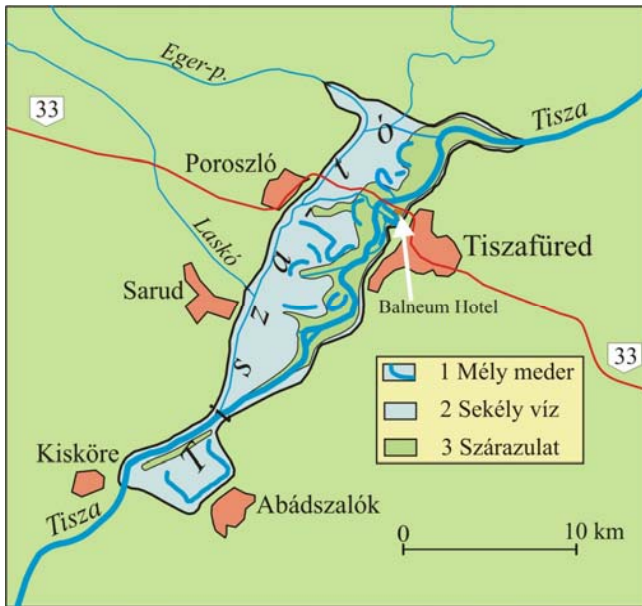 Eger-p.
33
Tisza
Poroszló
Laskó
Tisza-tó
Tiszafüred
Sarud
Balneum Hotel
33
1 Mély meder
2 Sekély víz
3 Szárazulat
Kisköre
Tisza
Abádszalók
0 10 km